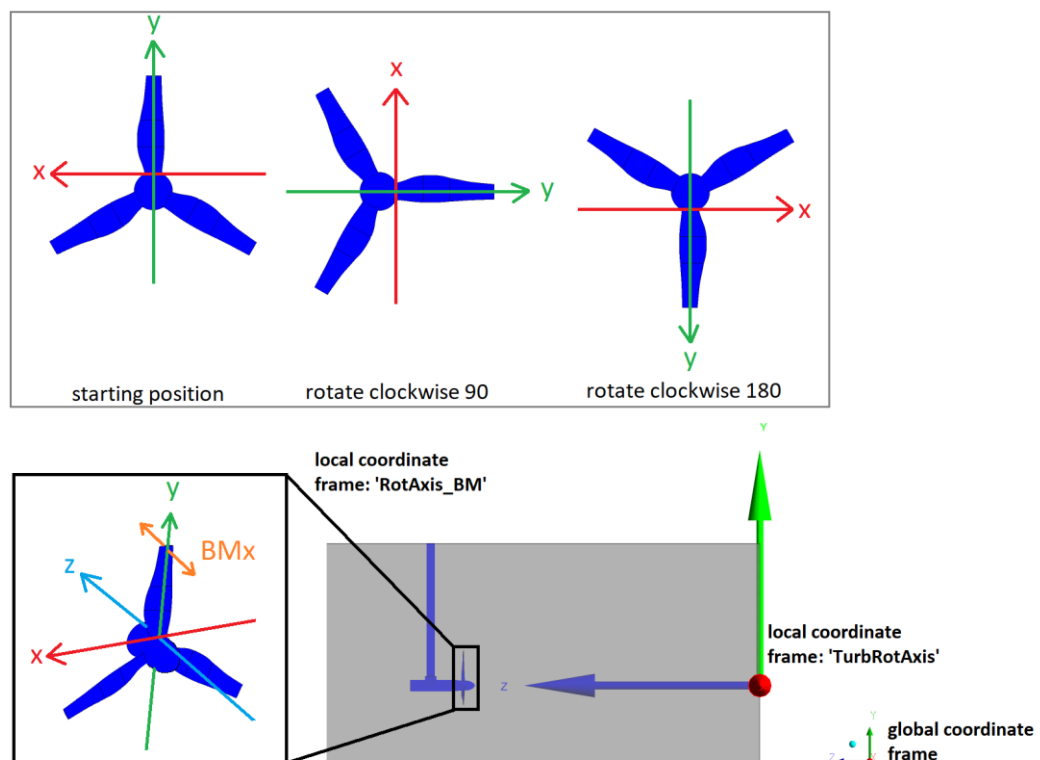 y
x
x
y
x
y
starting position
rotate clockwise 90
rotate clockwise 180
local coordinate
frame: 'RotAxis_BM'
y
BMx
z
x
Y
z
local coordinate
frame: 'TurbRotAxis'
Y
Z
X
global coordinate
frame